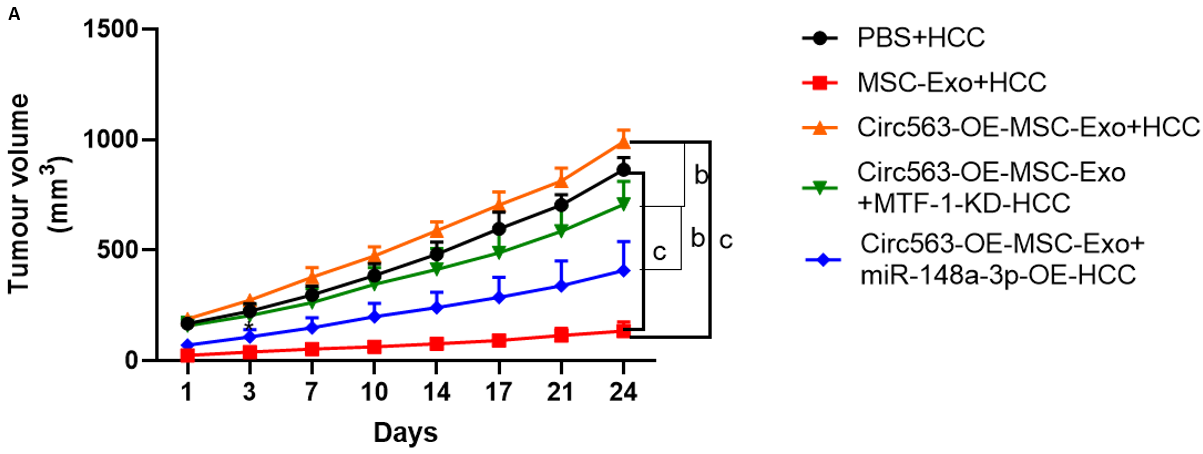 A
1500
1000
500
0
Tumour volume
(mm³)
1 3 7 10 14 17 21 24
Days
*
b
b
c
c
PBS+HCC
MSC-Exo+HCC
Circ563-OE-MSC-Exo+HCC
Circ563-OE-MSC-Exo
+MTF-1-KD-HCC
Circ563-OE-MSC-Exo+
miR-148a-3p-OE-HCC